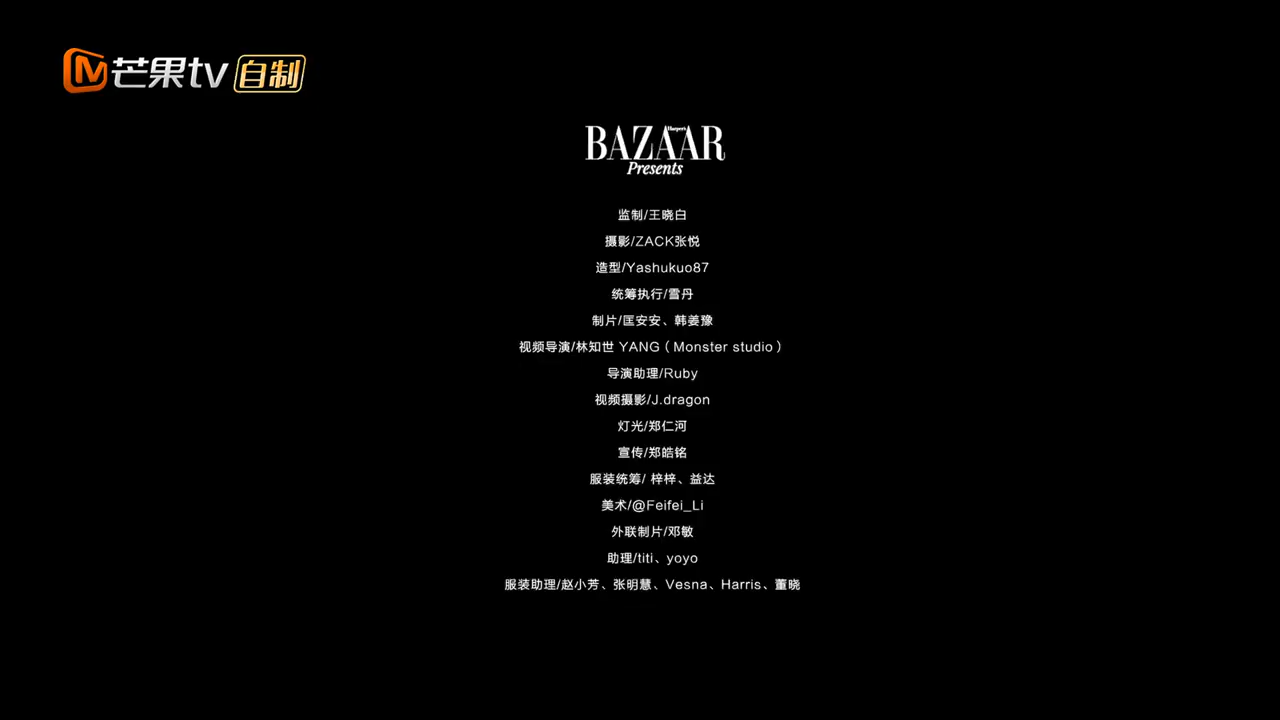 芒果tv 自制
Harper's
BAZAAR
Presents
监制/王晓白
摄影/ZACK张悦
造型/Yashukuo87
统筹执行/雪丹
制片/匡安安、韩姜豫
视频导演/林知世 YANG（Monster studio）
导演助理/Ruby
视频摄影/J.dragon
灯光/郑仁河
宣传/郑皓铭
服装统筹/ 梓梓、益达
美术/@Feifei_Li
外联制片/邓敏
助理/titi、yoyo
服装助理/赵小芳、张明慧、Vesna、Harris、董晓